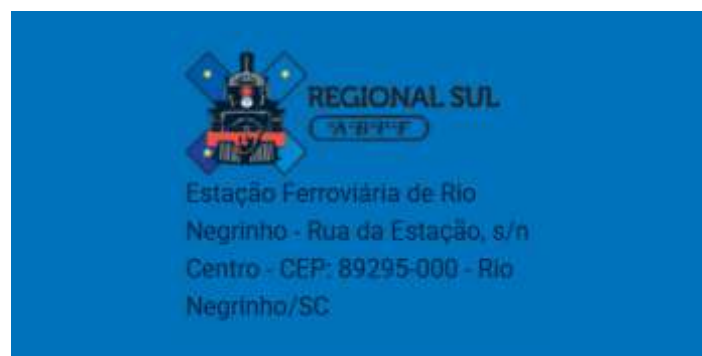 REGIONAL SUL
A·B·P·F
Estação Ferroviária de Rio
Negrinho - Rua da Estação, s/n
Centro - CEP: 89295-000 - Rio
Negrinho/SC